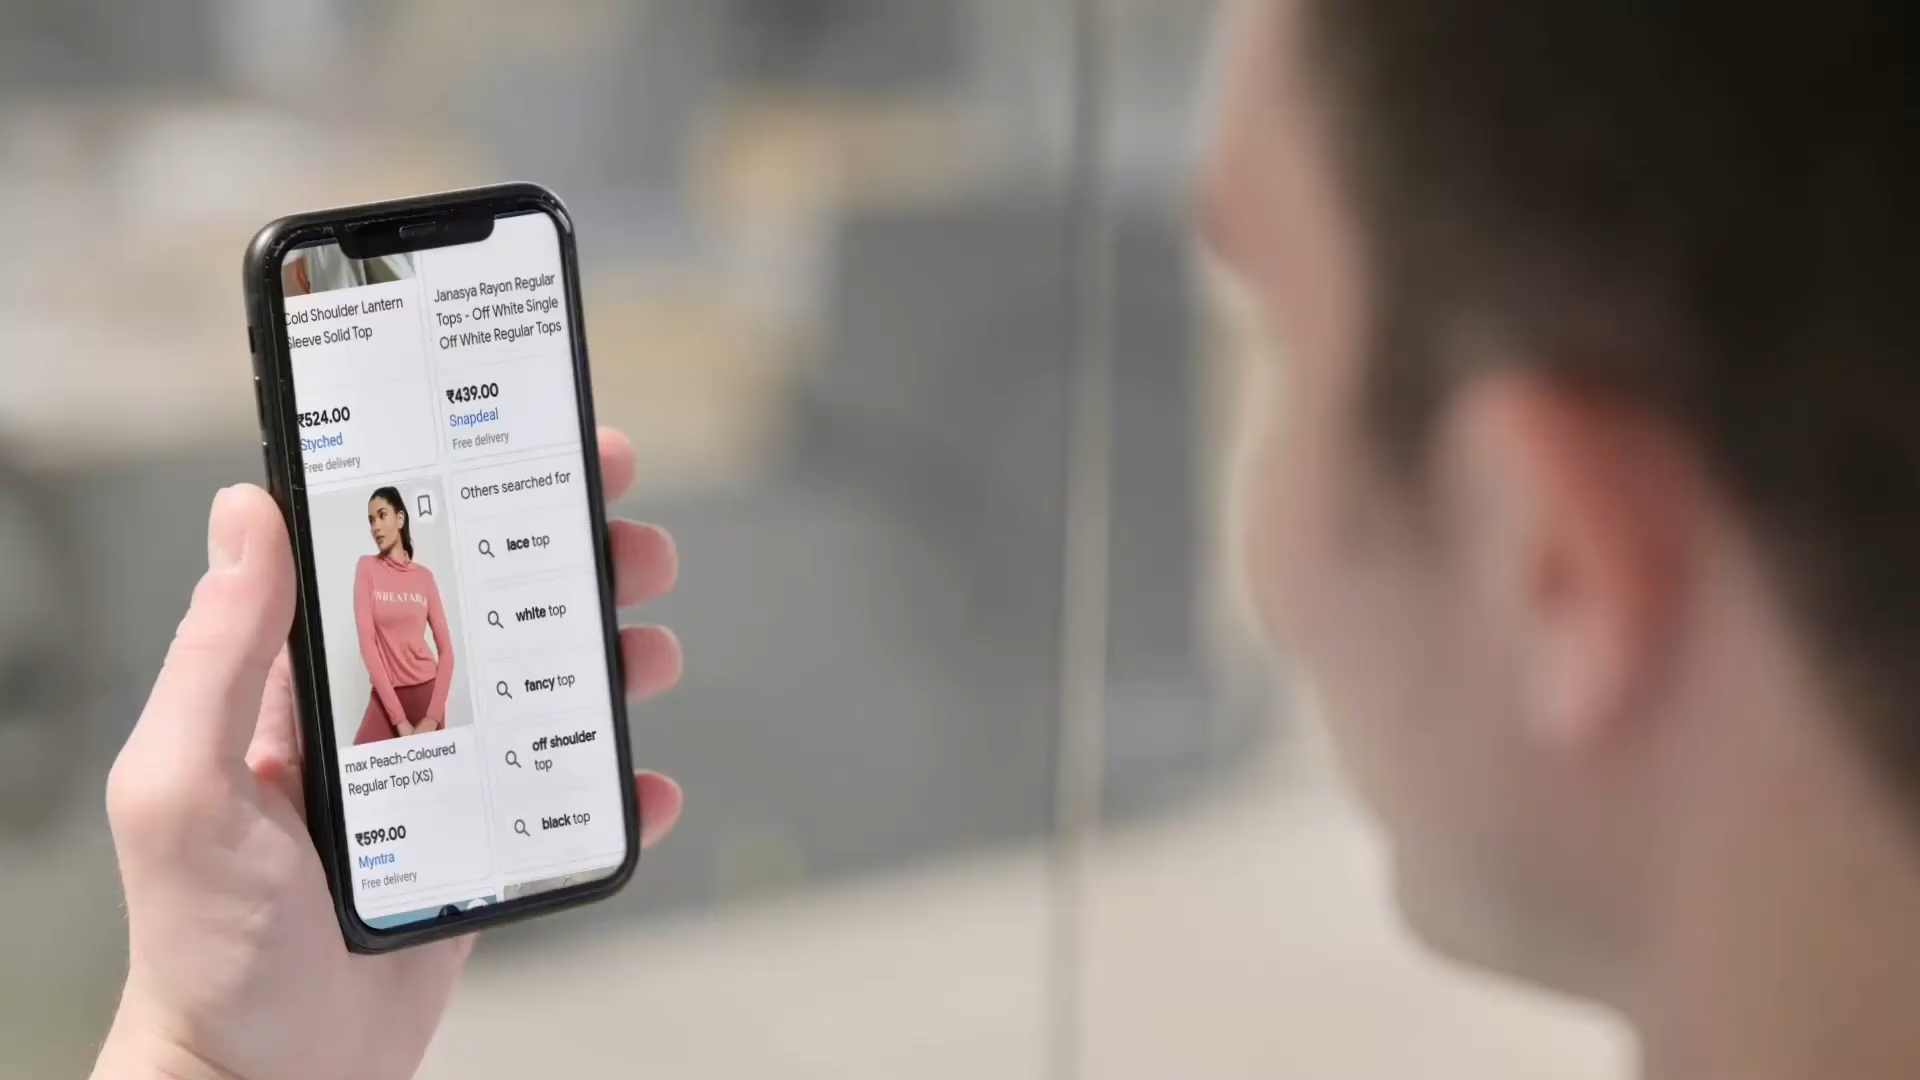 Cold Shoulder Lantern
Sleeve Solid Top
₹524.00
Styched
Free delivery
Janasya Rayon Regular
Tops - Off White Single
Off White Regular Tops
₹439.00
Snapdeal
Free delivery
UNBEATABLE
max Peach-Coloured
Regular Top (XS)
₹599.00
Myntra
Free delivery
Others searched for
lace top
white top
fancy top
off shoulder
top
black top